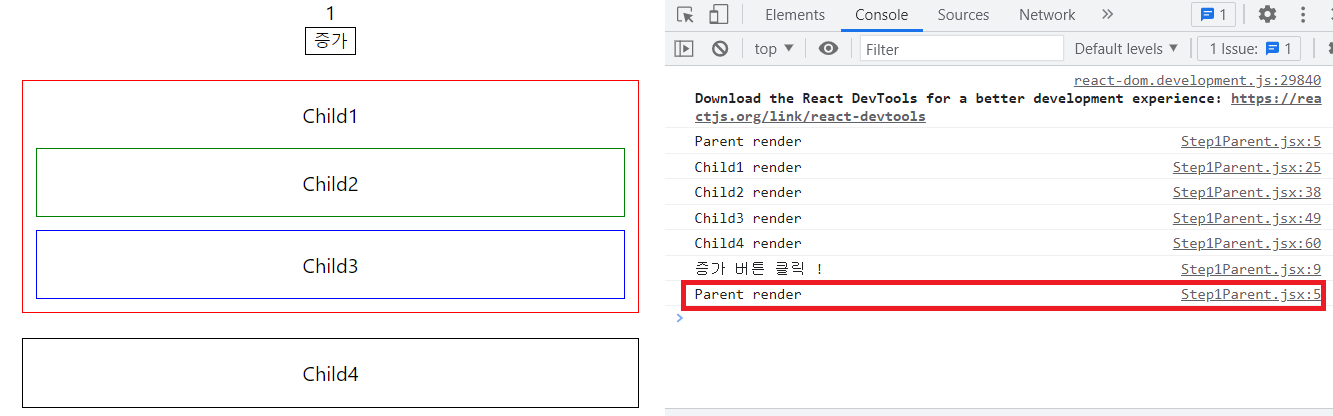 1
증가
Child1
Child2
Child3
Child4
Elements Console Sources Network » 1
top ▼ Filter Default levels ▼ 1 Issue: 1
react-dom.development.js:29840
Download the React DevTools for a better development experience: https://rea
ctjs.org/link/react-devtools
Parent render Step1Parent.jsx:5
Child1 render Step1Parent.jsx:25
Child2 render Step1Parent.jsx:38
Child3 render Step1Parent.jsx:49
Child4 render Step1Parent.jsx:60
증가 버튼 클릭 ! Step1Parent.jsx:9
Parent render Step1Parent.jsx:5
>